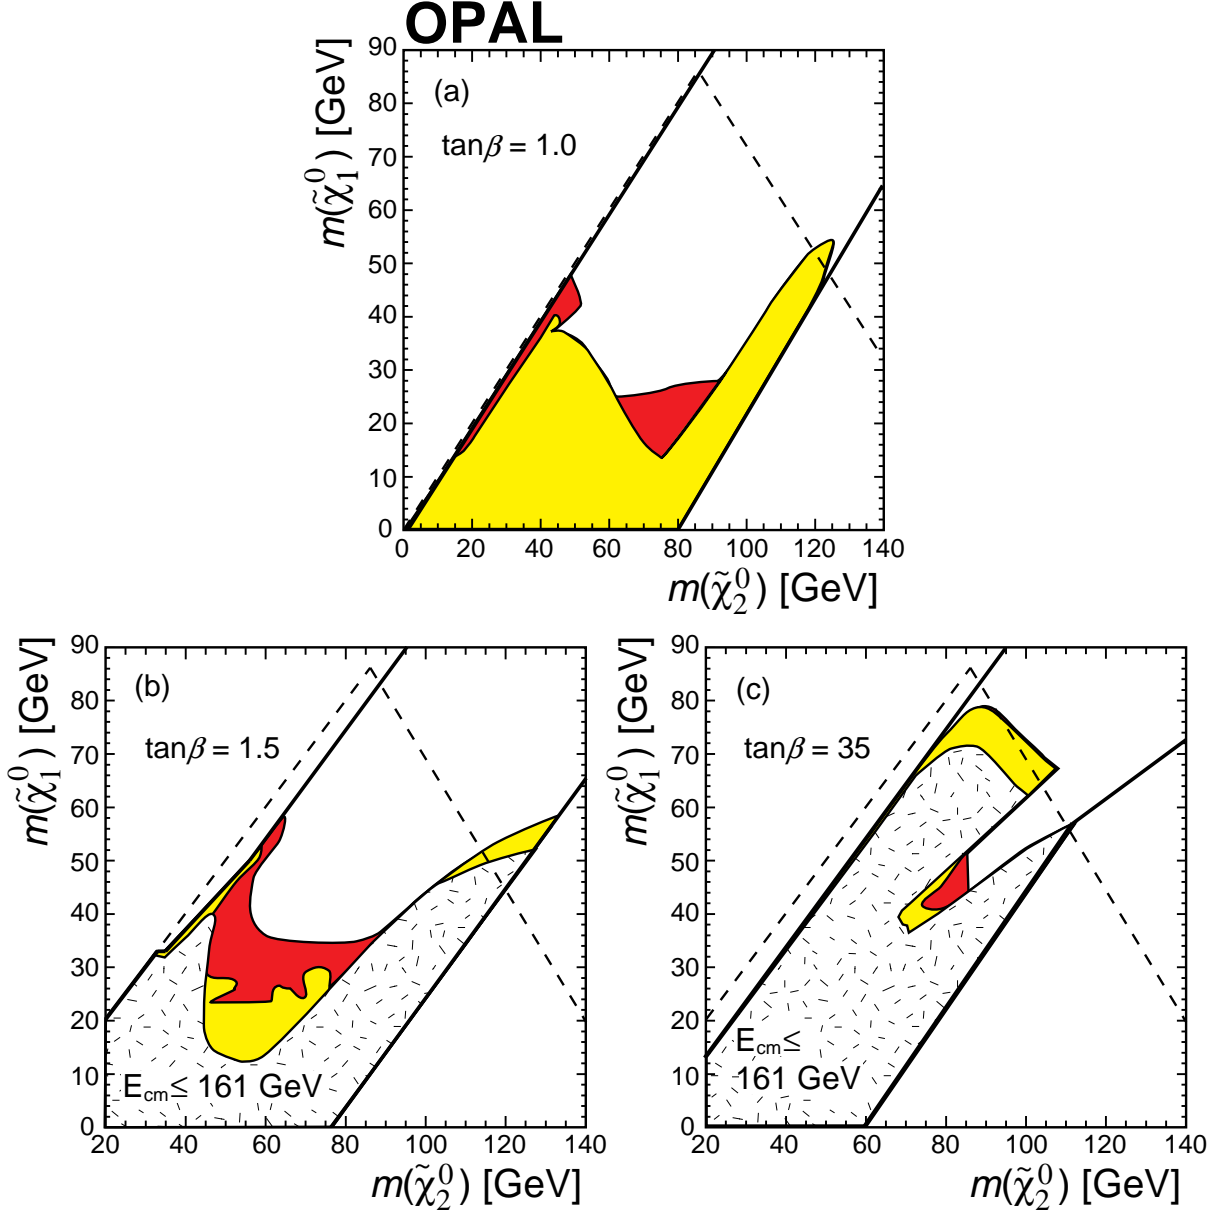 OPAL
m(χ̃₁⁰) [GeV]
90
80
70
60
50
40
30
20
10
0
(a)
tanβ = 1.0
0 20 40 60 80 100 120 140
m(χ̃₂⁰) [GeV]
m(χ̃₁⁰) [GeV]
90
80
70
60
50
40
30
20
10
0
(b)
tanβ = 1.5
E_cm ≤ 161 GeV
20 40 60 80 100 120 140
m(χ̃₂⁰) [GeV]
m(χ̃₁⁰) [GeV]
90
80
70
60
50
40
30
20
10
0
(c)
tanβ = 35
E_cm ≤
161 GeV
20 40 60 80 100 120 140
m(χ̃₂⁰) [GeV]